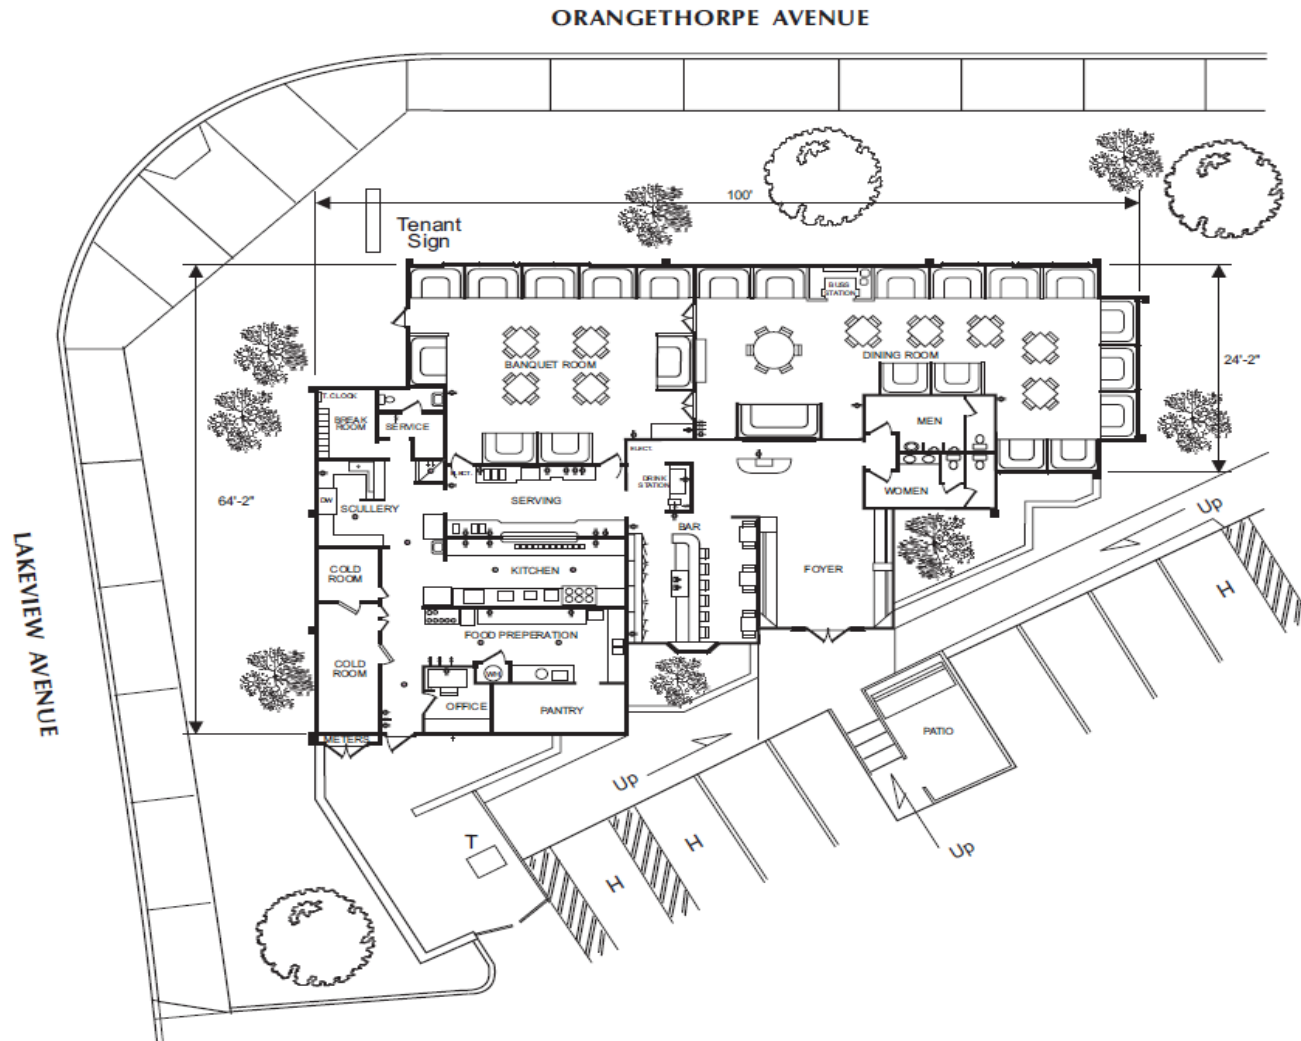 ORANGETHORPE AVENUE
100'
Tenant
Sign
BUSS
STATION
BANQUET ROOM
DINING ROOM
24'-2"
T. CLOCK
BREAK
ROOM
SERVICE
MEN
ELECT.
ELECT.
DRINK
STATION
WOMEN
64'-2"
DW
SCULLERY
SERVING
BAR
Up
LAKEVIEW AVENUE
COLD
ROOM
KITCHEN
FOYER
H
FOOD PREPERATION
COLD
ROOM
WH
OFFICE
PANTRY
PATIO
METERS
Up
T
H
H
Up